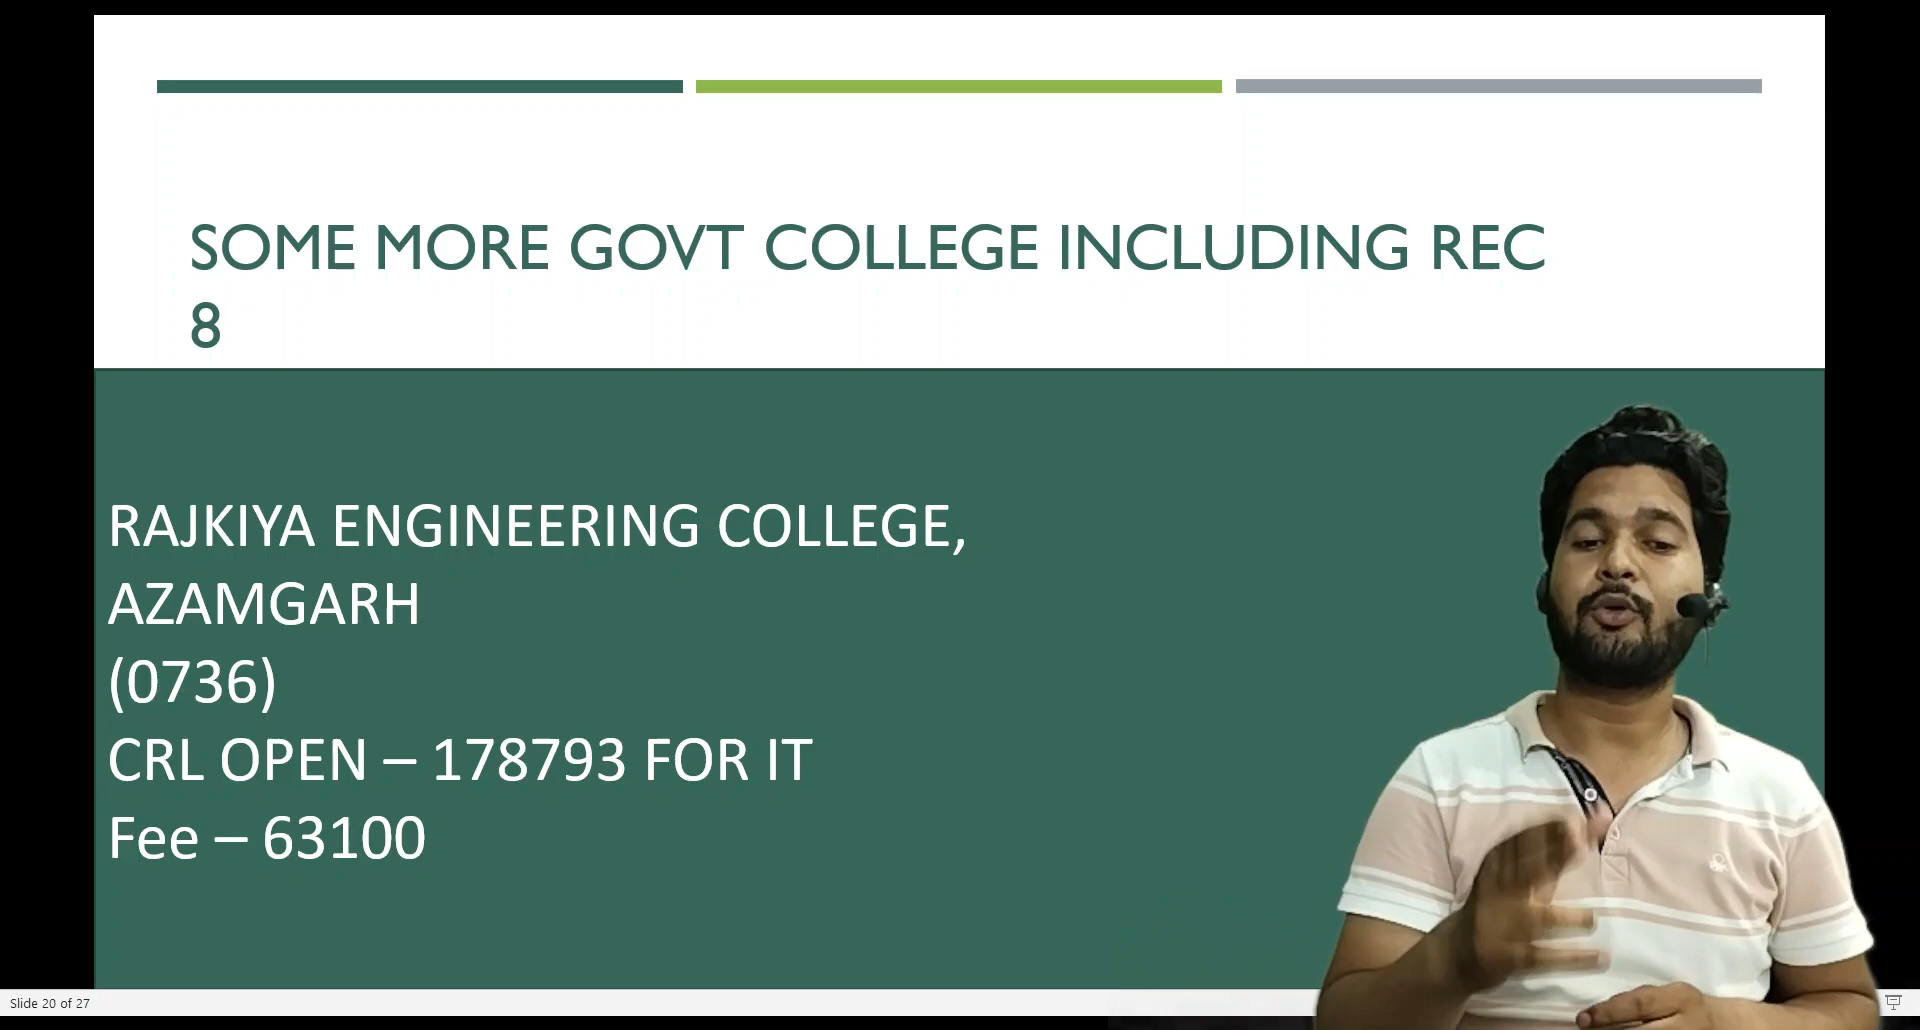 SOME MORE GOVT COLLEGE INCLUDING REC
8
RAJKIYA ENGINEERING COLLEGE,
AZAMGARH
(0736)
CRL OPEN – 178793 FOR IT
Fee – 63100
Slide 20 of 27